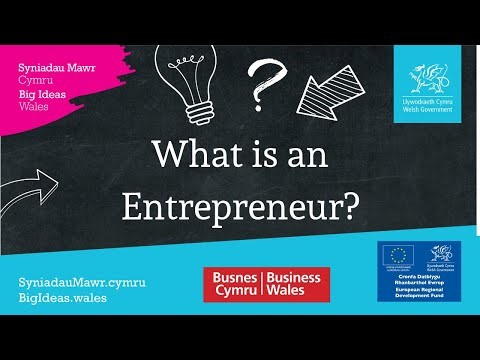 Syniadau Mawr
Cymru
Big Ideas
Wales
?
Llywodraeth Cymru
Welsh Government
What is an
Entrepreneur?
SyniadauMawr.cymru
BigIdeas.wales
Busnes
Cymru
Business
Wales
Cronfa Datblygu
Rhanbarthol Ewrop
European Regional
Development Fund